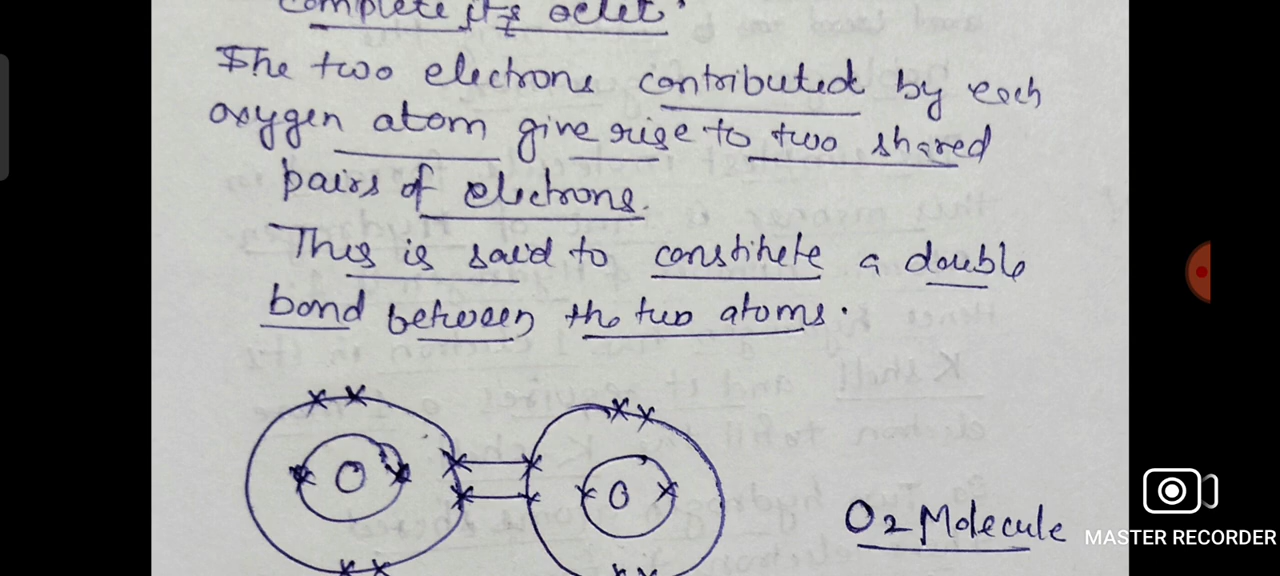 complete its octet.
The two electrons contributed by each
oxygen atom give rise to two shared
pairs of electrons.
This is said to constitete a double
bond between the two atoms.
O
O
O2 Molecule
MASTER RECORDER